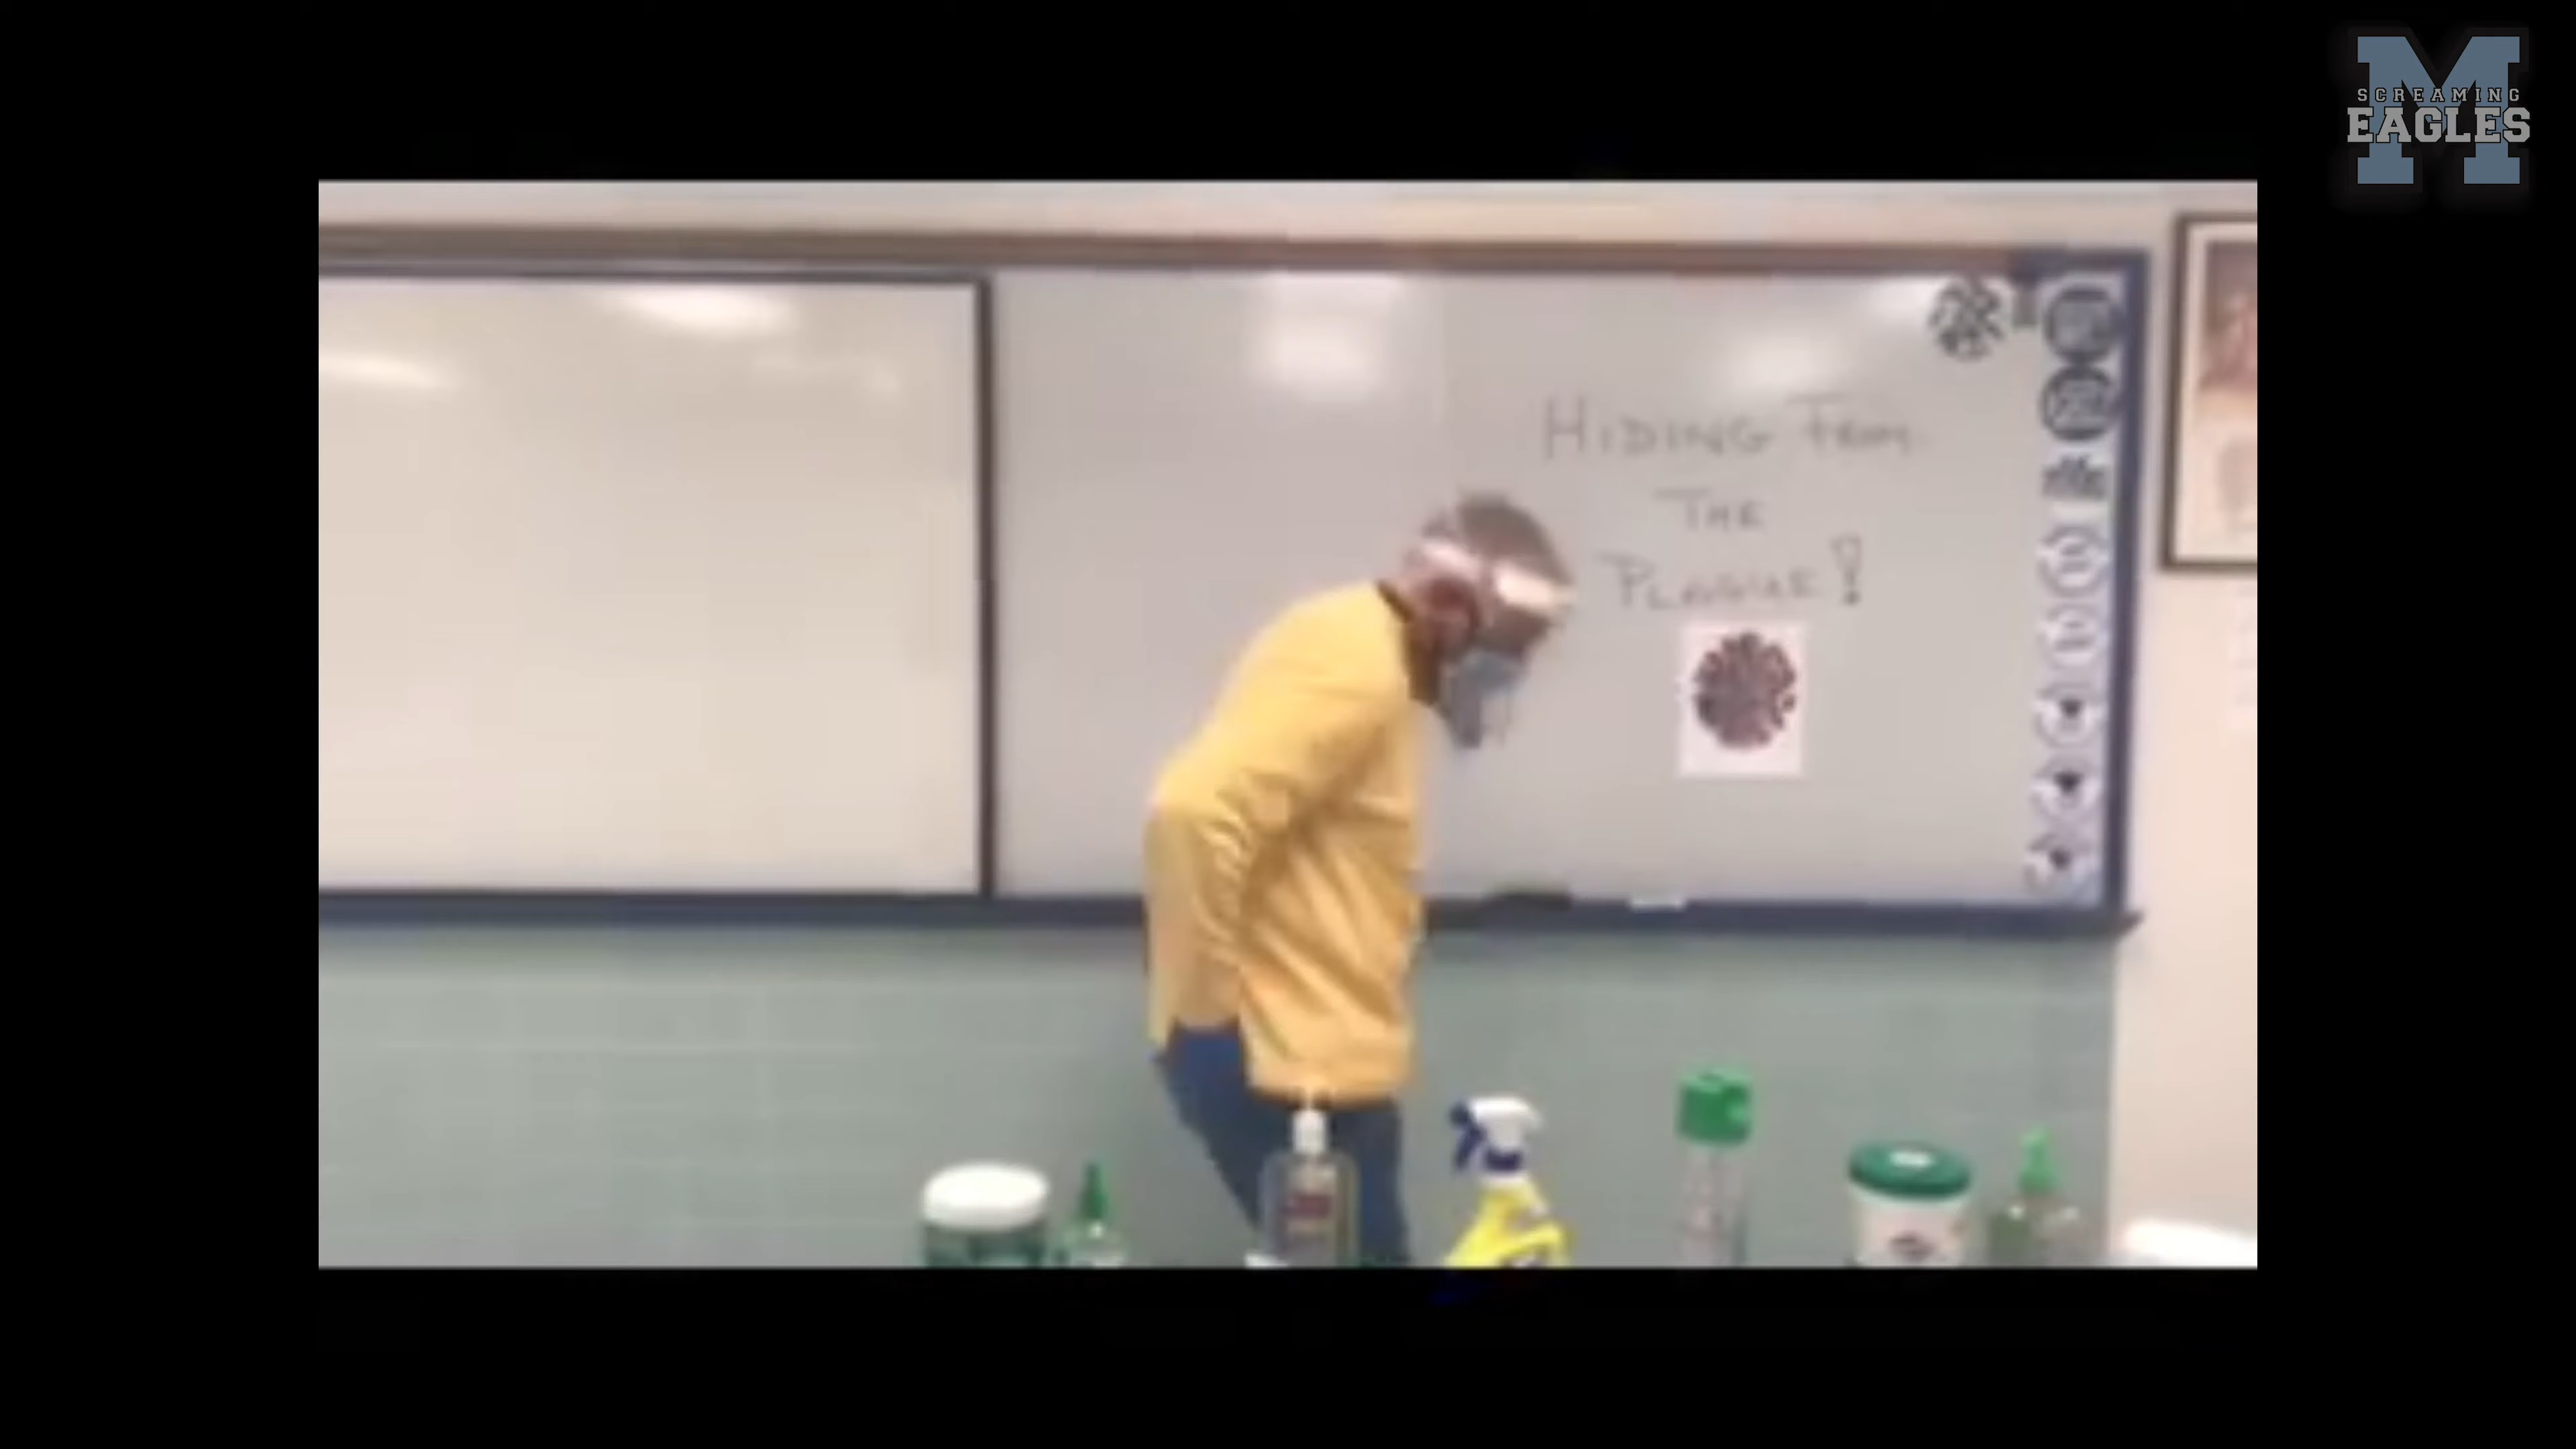 SCREAMING
EAGLES
HIDING FROM
THE
PLAGUE!